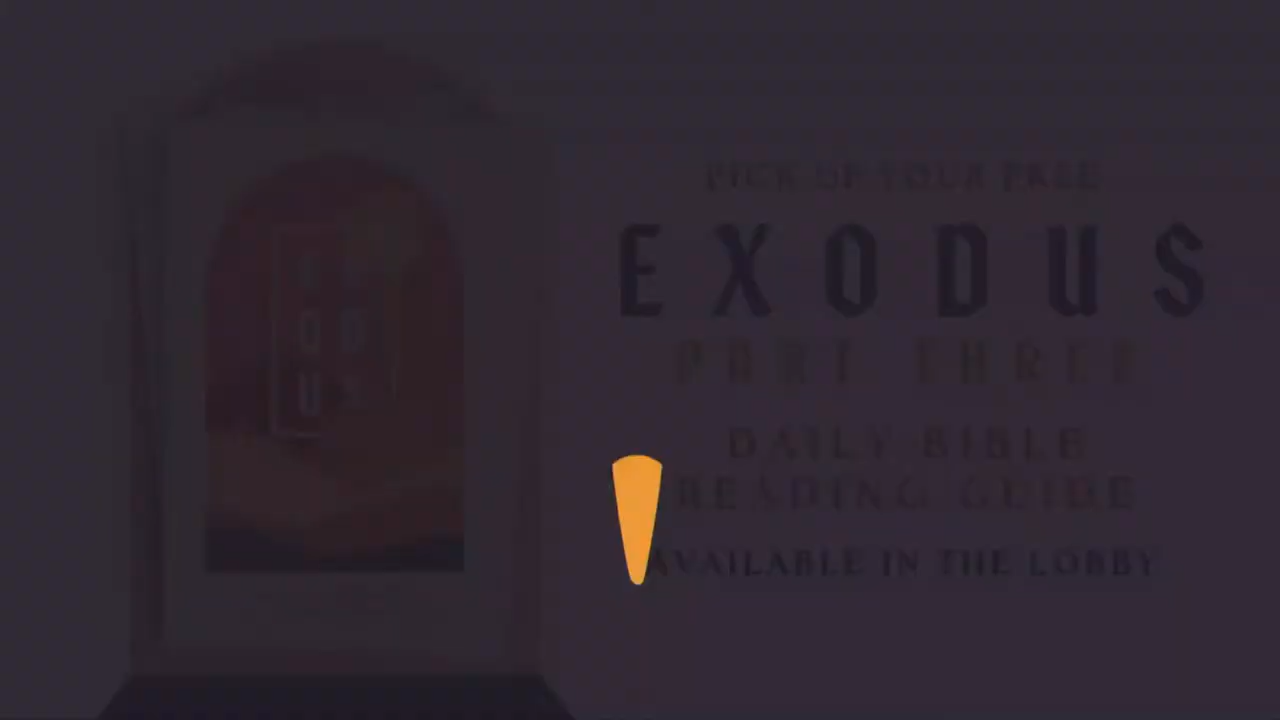 PICK UP YOUR FREE
EXODUS
PART THREE
DAILY BIBLE
READING GUIDE
AVAILABLE IN THE LOBBY